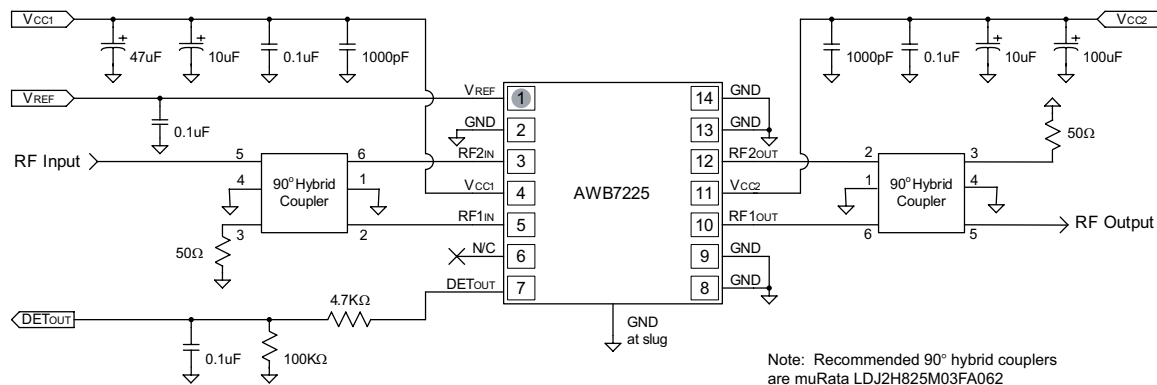 VCC1
47uF
10uF
0.1uF
1000pF
VCC2
1000pF
0.1uF
10uF
100uF
VREF
0.1uF
VREF
1
GND
2
RF2IN
3
VCC1
4
RF1IN
5
N/C
6
DETOUT
7
AWB7225
14
GND
13
GND
12
RF2OUT
11
VCC2
10
RF1OUT
9
GND
8
GND
GND
at slug
RF Input
5
6
4
1
3
2
90° Hybrid
Coupler
50Ω
2
3
1
4
6
5
90° Hybrid
Coupler
50Ω
RF Output
DETOUT
0.1uF
100KΩ
4.7KΩ
Note: Recommended 90° hybrid couplers
are muRata LDJ2H825M03FA062